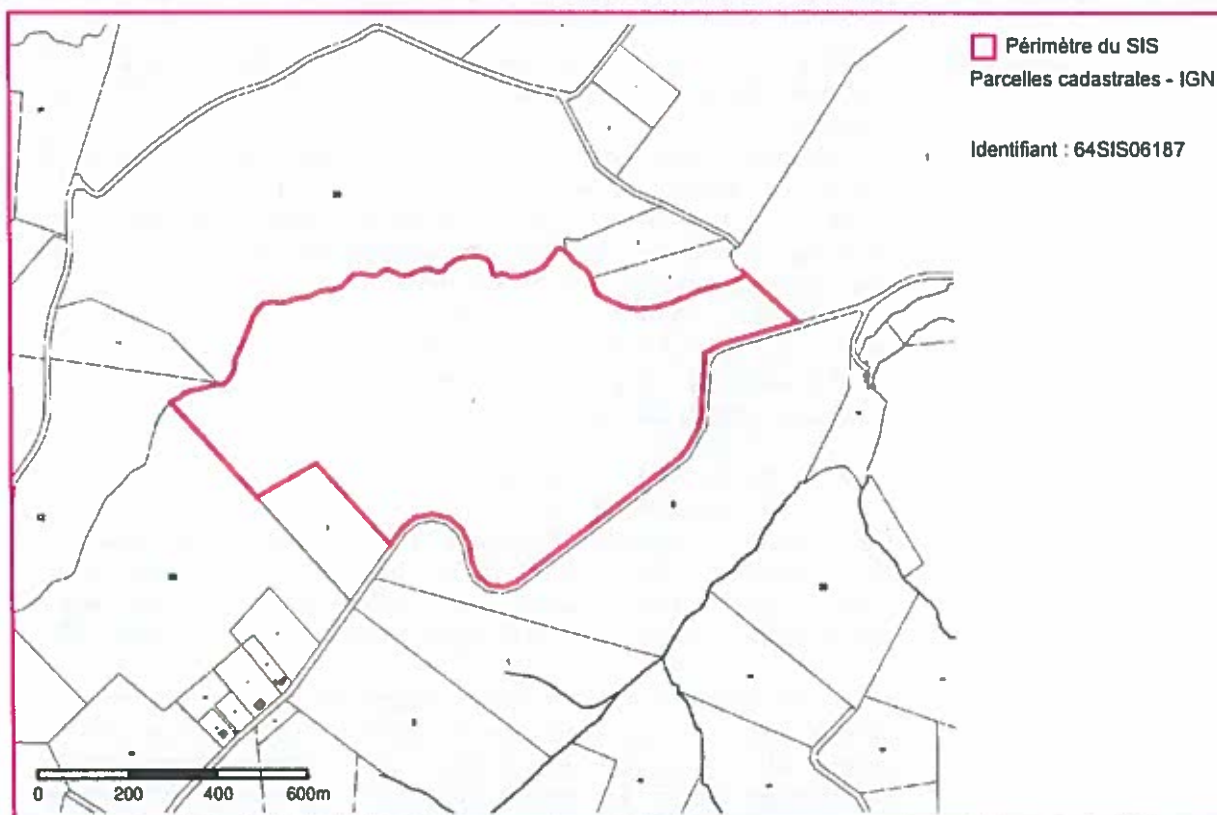 Périmètre du SIS
Parcelles cadastrales - IGN
Identifiant : 64SIS06187
0 200 400 600m